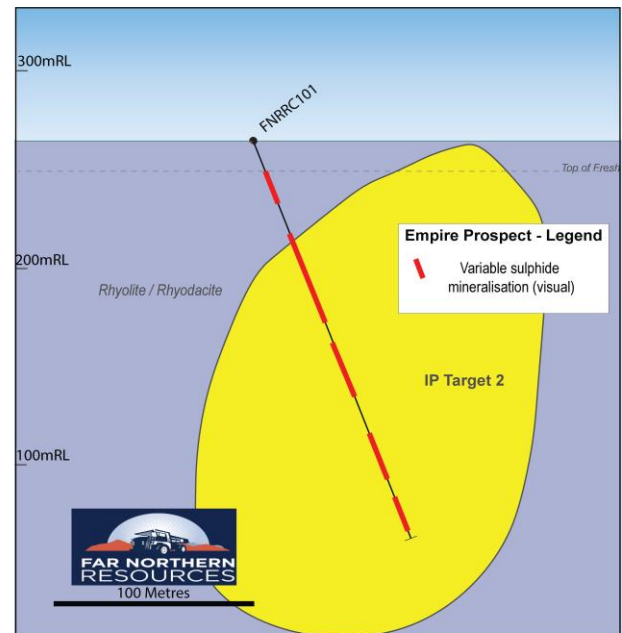 300mRL
FNRRC101
Top of Fresh
Empire Prospect - Legend
Variable sulphide
mineralisation (visual)
200mRL
Rhyolite / Rhyodacite
IP Target 2
100mRL
FAR NORTHERN
RESOURCES
100 Metres